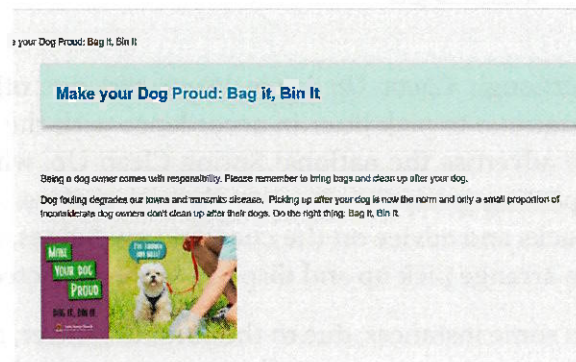 e your Dog Proud: Bag It, Bin It
Make your Dog Proud: Bag it, Bin It
Being a dog owner comes with responsibility. Please remember to bring bags and clean up after your dog.
Dog fouling degrades our towns and transmits disease. Picking up after your dog is now the norm and only a small proportion of
inconsiderate dog owners don't clean up after their dogs. Do the right thing: Bag It, Bin It.
MAKE
YOUR DOG
PROUD
BAG IT, BIN IT.